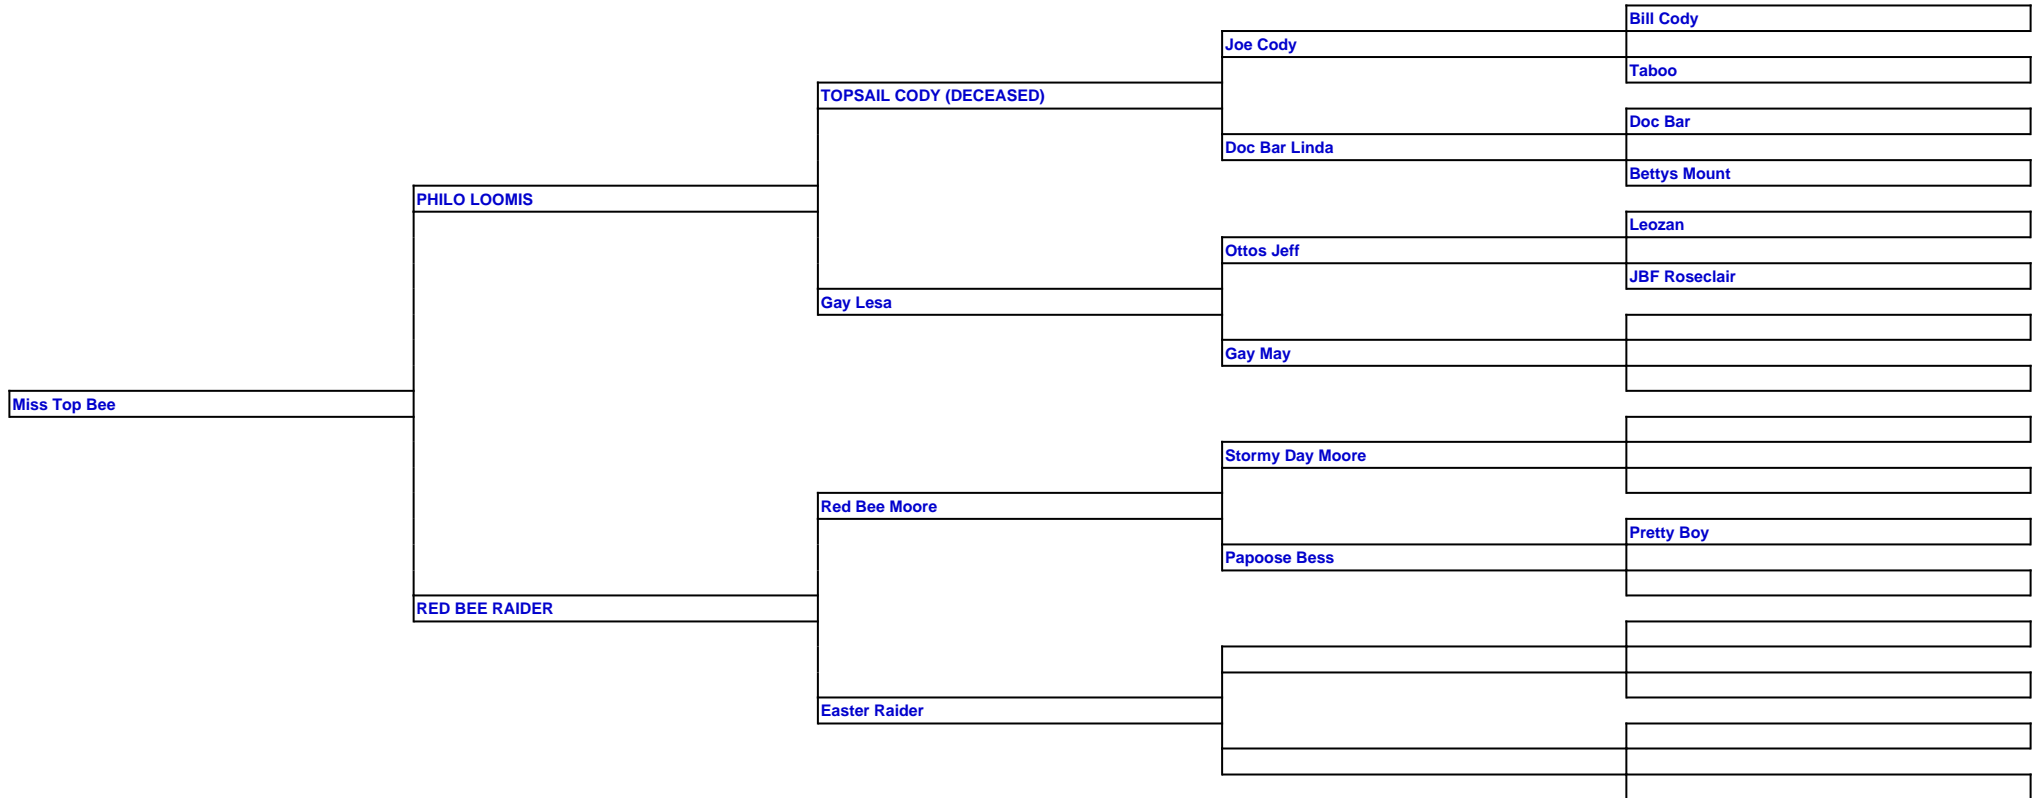 Bill Cody
Joe Cody
Taboo
TOPSAIL CODY (DECEASED)
Doc Bar
Doc Bar Linda
Bettys Mount
PHILO LOOMIS
Leozan
Ottos Jeff
JBF Roseclair
Gay Lesa
Gay May
Miss Top Bee
Stormy Day Moore
Red Bee Moore
Pretty Boy
Papoose Bess
RED BEE RAIDER
Easter Raider